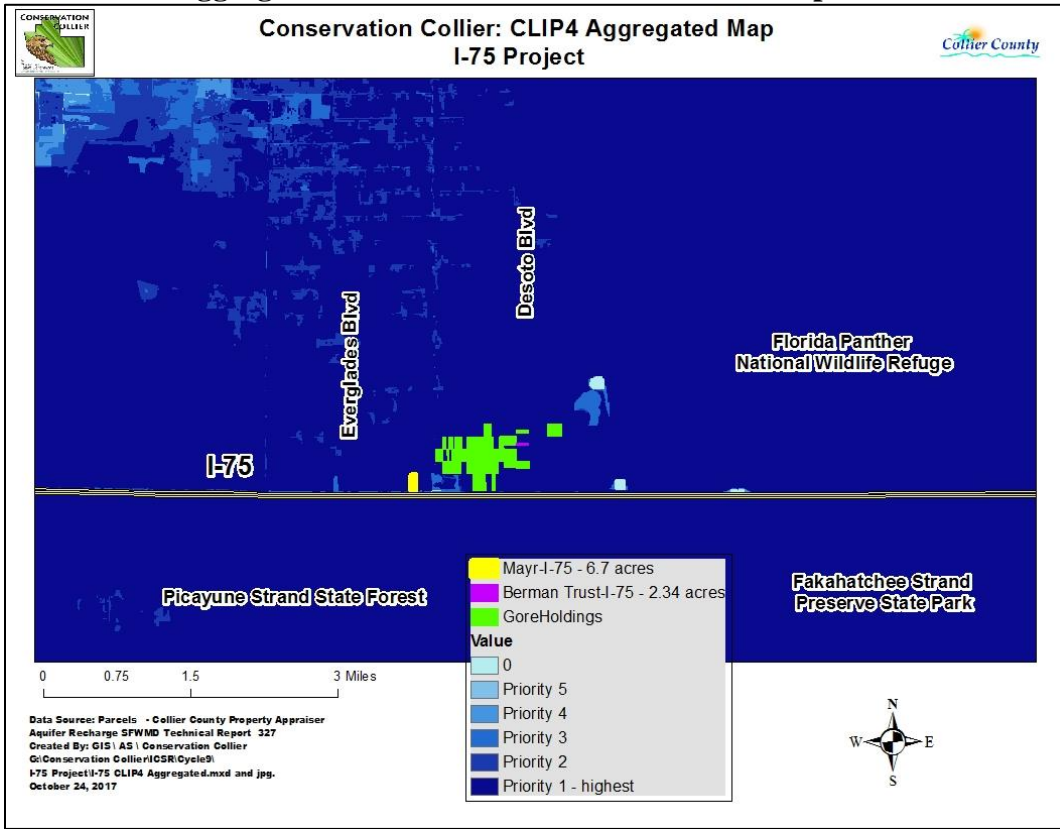 Conservation Collier: CLIP4 Aggregated Map
I-75 Project
CONSERVATION
COLLIER
Collier County
Desoto Blvd
Everglades Blvd
Florida Panther
National Wildlife Refuge
I-75
Picayune Strand State Forest
Fakahatchee Strand
Preserve State Park
Mayr-I-75 - 6.7 acres
Berman Trust-I-75 - 2.34 acres
GoreHoldings
Value
0
Priority 5
Priority 4
Priority 3
Priority 2
Priority 1 - highest
0 0.75 1.5 3 Miles
Data Source: Parcels - Collier County Property Appraiser
Aquifer Recharge SFWMD Technical Report 327
Created By: GIS \ AS \ Conservation Collier
G:\Conservation Collier\ICSR\Cycle9\
I-75 Project\I-75 CLIP4 Aggregated.mxd and jpg.
October 24, 2017
N
W E
S